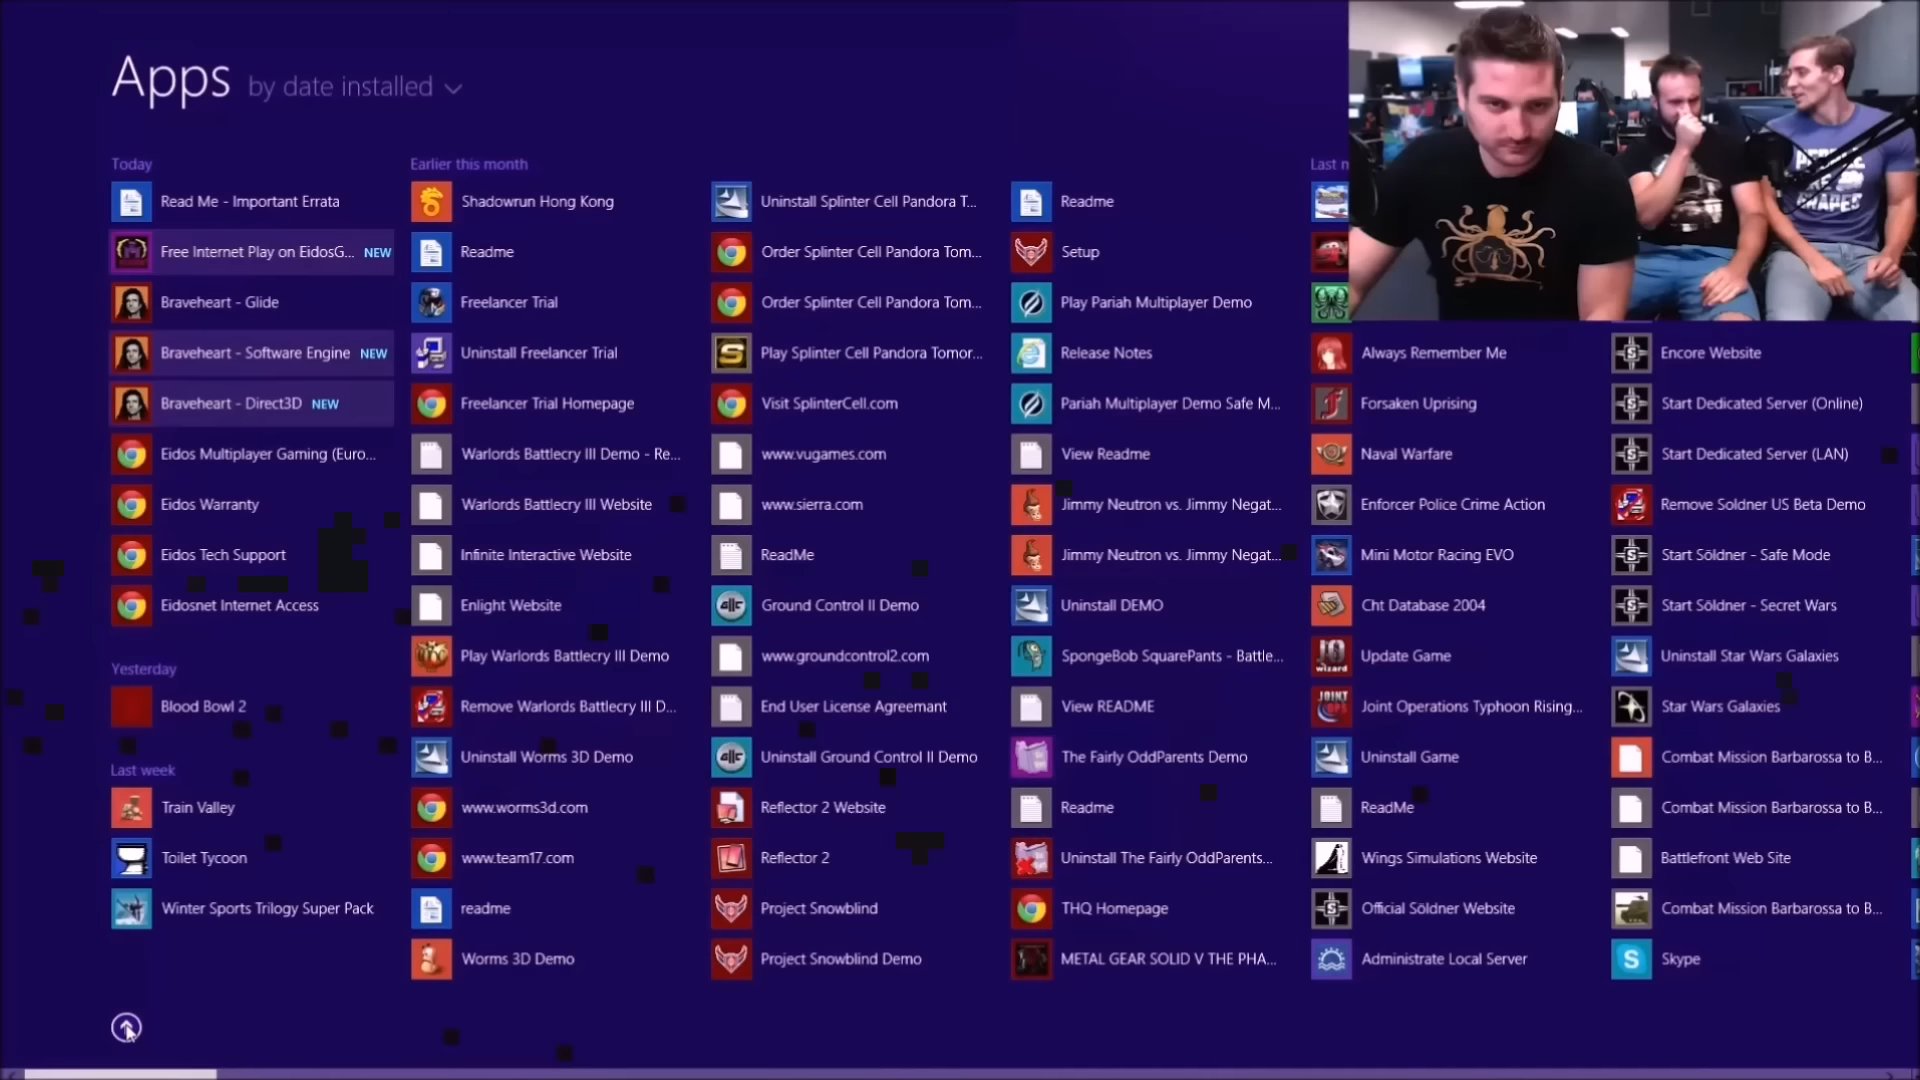 Apps by date installed
Today
Read Me - Important Errata
Free Internet Play on EidosG... NEW
Braveheart - Glide
Braveheart - Software Engine NEW
Braveheart - Direct3D NEW
Eidos Multiplayer Gaming (Euro...
Eidos Warranty
Eidos Tech Support
Eidosnet Internet Access
Yesterday
Blood Bowl 2
Last week
Train Valley
Toilet Tycoon
Winter Sports Trilogy Super Pack
Earlier this month
Shadowrun Hong Kong
Readme
Freelancer Trial
Uninstall Freelancer Trial
Freelancer Trial Homepage
Warlords Battlecry III Demo - Re...
Warlords Battlecry III Website
Infinite Interactive Website
Enlight Website
Play Warlords Battlecry III Demo
Remove Warlords Battlecry III D...
Uninstall Worms 3D Demo
www.worms3d.com
www.team17.com
readme
Worms 3D Demo
Uninstall Splinter Cell Pandora T...
Order Splinter Cell Pandora Tom...
Order Splinter Cell Pandora Tom...
Play Splinter Cell Pandora Tomor...
Visit SplinterCell.com
www.vugames.com
www.sierra.com
ReadMe
Ground Control II Demo
www.groundcontrol2.com
End User License Agreemant
Uninstall Ground Control II Demo
Reflector 2 Website
Reflector 2
Project Snowblind
Project Snowblind Demo
Readme
Setup
Play Pariah Multiplayer Demo
Release Notes
Pariah Multiplayer Demo Safe M...
View Readme
Jimmy Neutron vs. Jimmy Negat...
Jimmy Neutron vs. Jimmy Negat...
Uninstall DEMO
SpongeBob SquarePants - Battle...
View README
The Fairly OddParents Demo
Readme
Uninstall The Fairly OddParents...
THQ Homepage
METAL GEAR SOLID V THE PHA...
Last
Always Remember Me
Forsaken Uprising
Naval Warfare
Enforcer Police Crime Action
Mini Motor Racing EVO
Cht Database 2004
Update Game
Joint Operations Typhoon Rising...
Uninstall Game
ReadMe
Wings Simulations Website
Official Söldner Website
Administrate Local Server
Encore Website
Start Dedicated Server (Online)
Start Dedicated Server (LAN)
Remove Soldner US Beta Demo
Start Söldner - Safe Mode
Start Söldner - Secret Wars
Uninstall Star Wars Galaxies
Star Wars Galaxies
Combat Mission Barbarossa to B...
Combat Mission Barbarossa to B...
Battlefront Web Site
Combat Mission Barbarossa to B...
Skype